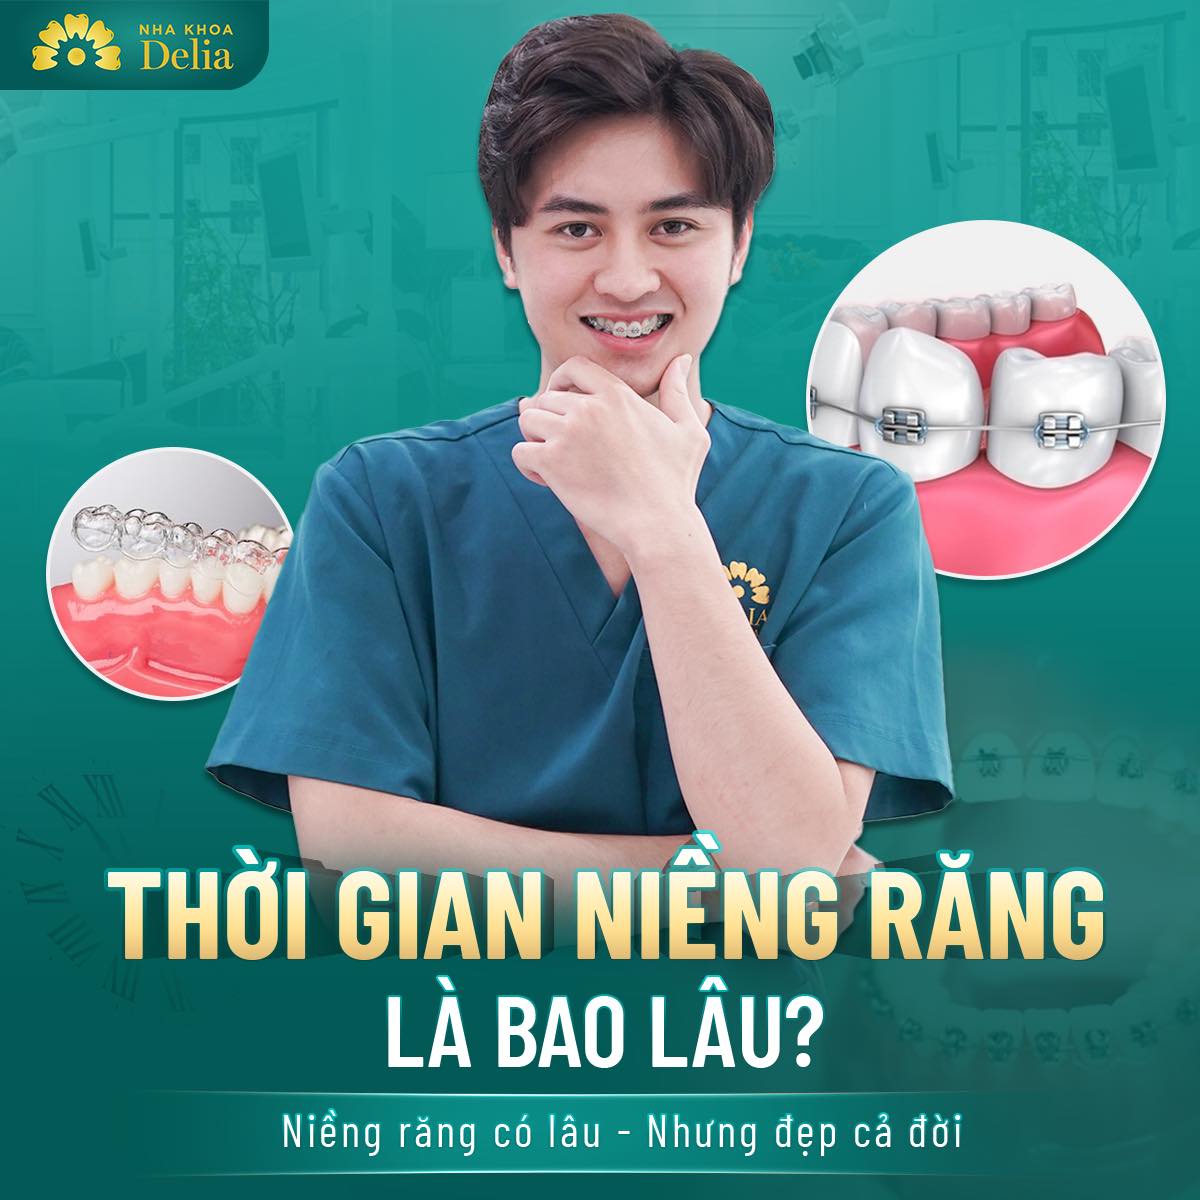 NHA KHOA
Delia
THỜI GIAN NIỀNG RĂNG
LÀ BAO LÂU?
Niềng răng có lâu - Nhưng đẹp cả đời